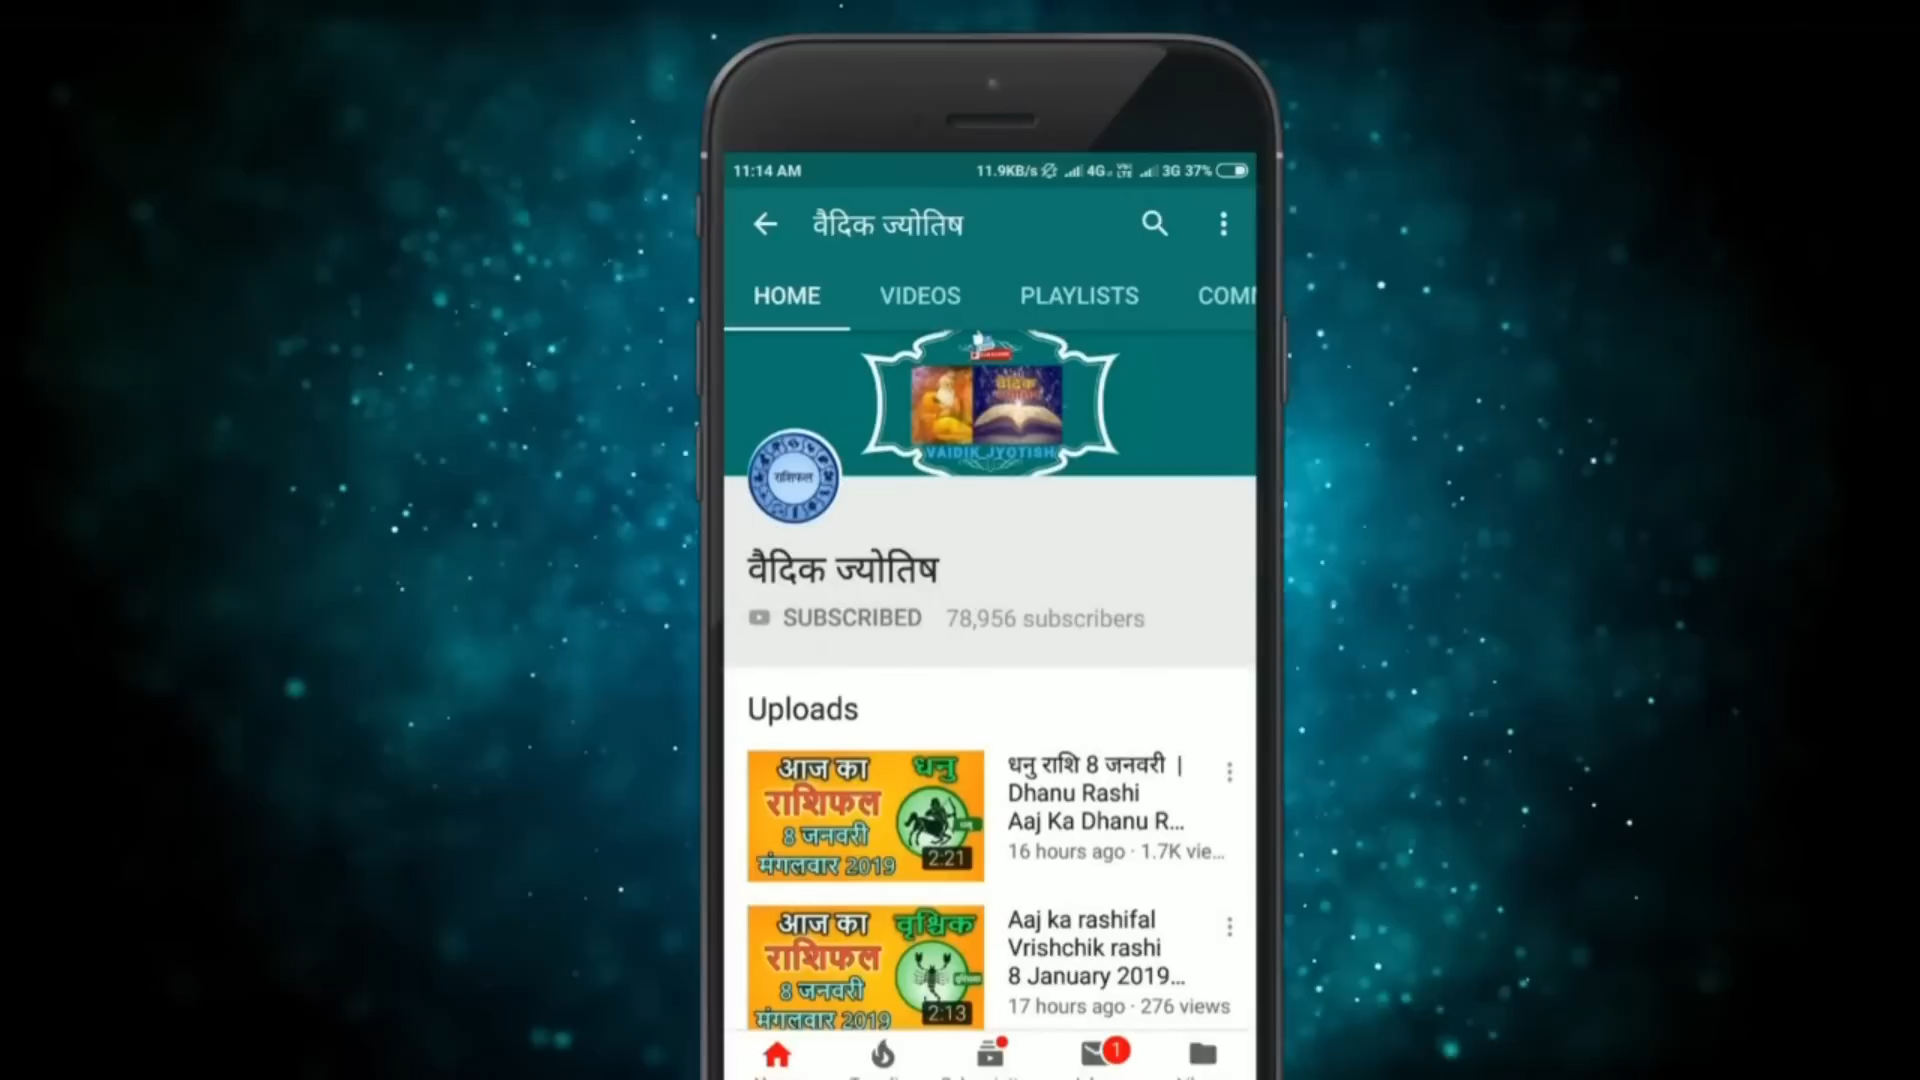 11:14 AM 11.9KB/s 4G VoLTE 3G 37%
वैदिक ज्योतिष
HOME VIDEOS PLAYLISTS COM
वैदिक
VAIDIK JYOTISH
राशिफल
वैदिक ज्योतिष
SUBSCRIBED 78,956 subscribers
Uploads
आज का धनु
राशिफल
8 जनवरी
मंगलवार 2019
2:21
धनु राशि 8 जनवरी |
Dhanu Rashi
Aaj Ka Dhanu R...
16 hours ago · 1.7K vie...
आज का वृश्चिक
राशिफल
8 जनवरी
मंगलवार 2019
2:13
Aaj ka rashifal
Vrishchik rashi
8 January 2019...
17 hours ago · 276 views
1